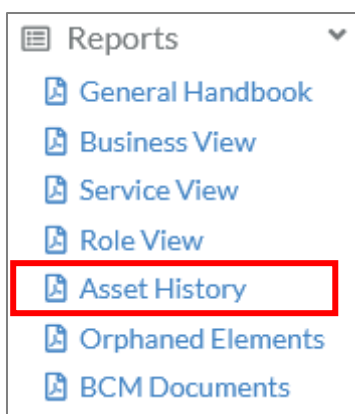 Reports
General Handbook
Business View
Service View
Role View
Asset History
Orphaned Elements
BCM Documents